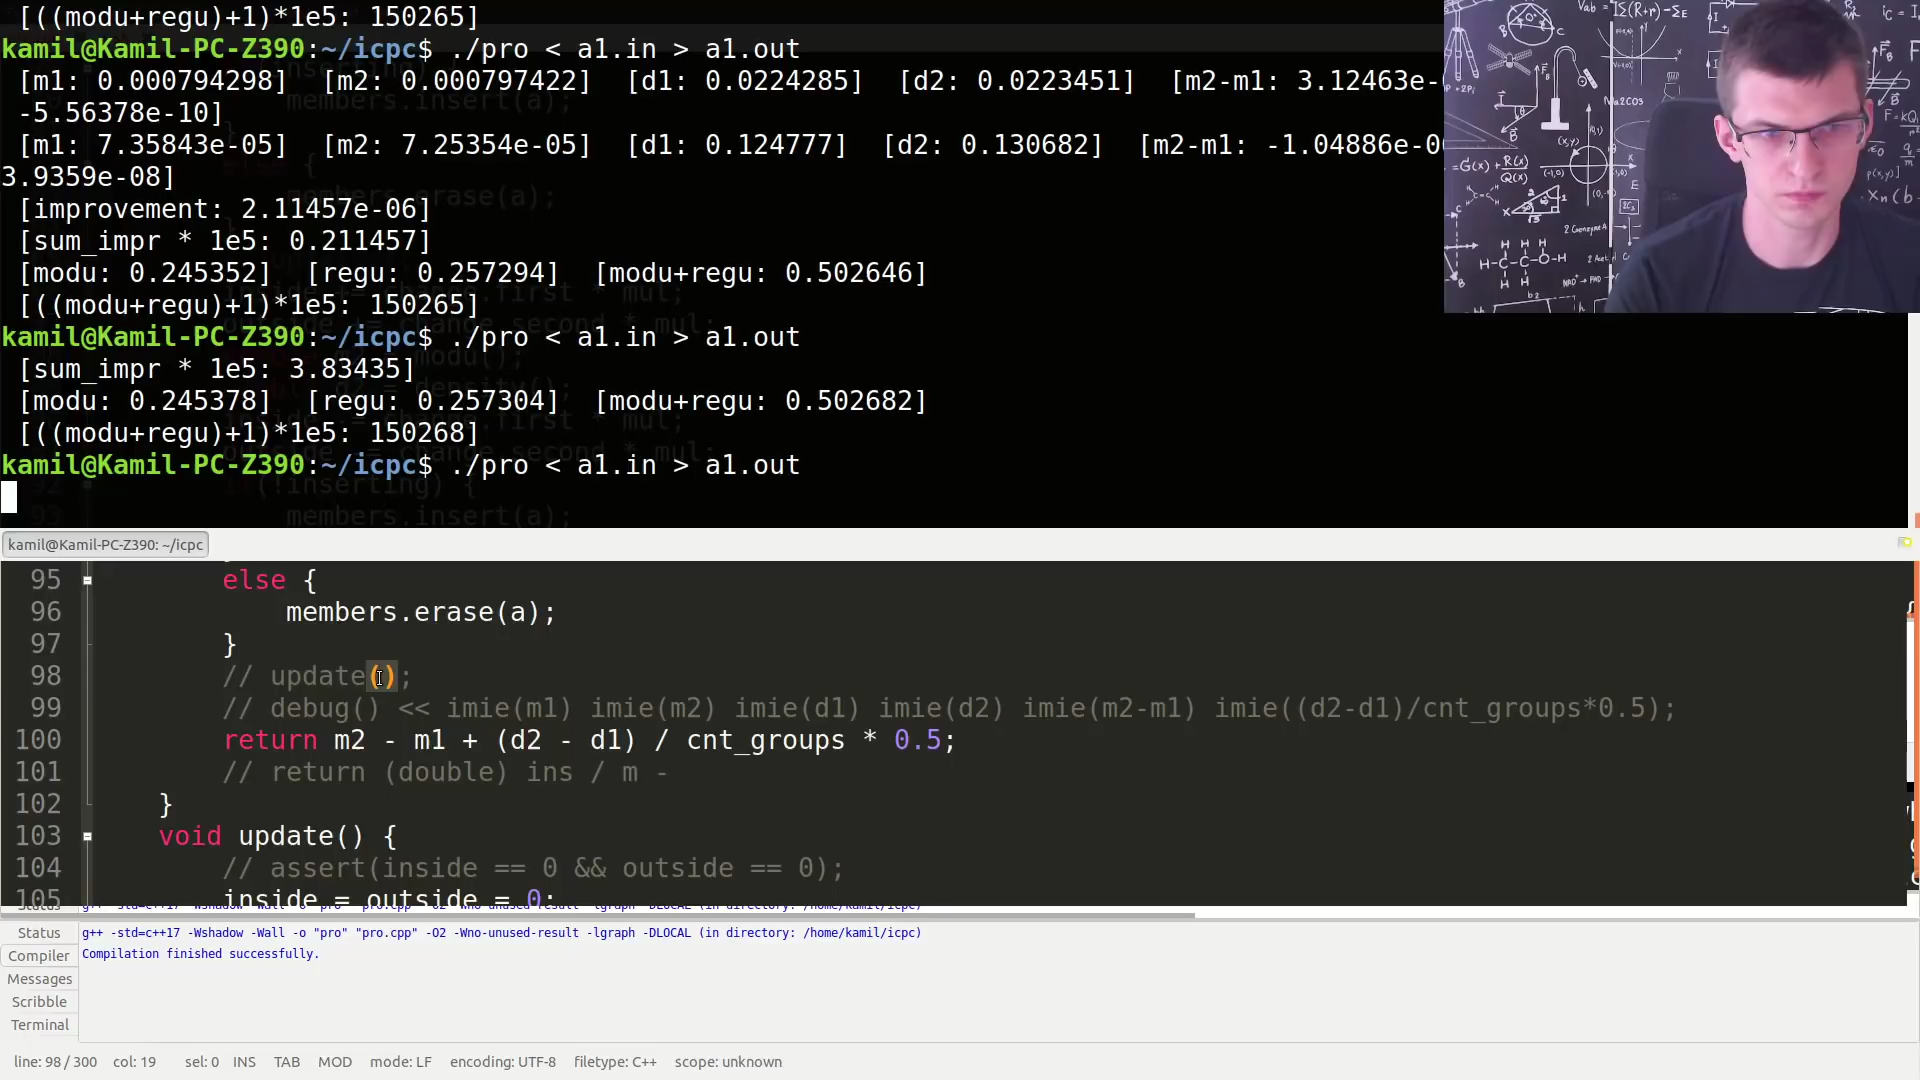 [((modu+regu)+1)*1e5: 150265]
kamil@Kamil-PC-Z390:~/icpc$ ./pro < a1.in > a1.out
[m1: 0.000794298] [m2: 0.000797422] [d1: 0.0224285] [d2: 0.0223451] [m2-m1: 3.12463e-
-5.56378e-10]
[m1: 7.35843e-05] [m2: 7.25354e-05] [d1: 0.124777] [d2: 0.130682] [m2-m1: -1.04886e-0
3.9359e-08]
[improvement: 2.11457e-06]
[sum_impr * 1e5: 0.211457]
[modu: 0.245352] [regu: 0.257294] [modu+regu: 0.502646]
[((modu+regu)+1)*1e5: 150265]
kamil@Kamil-PC-Z390:~/icpc$ ./pro < a1.in > a1.out
[sum_impr * 1e5: 3.83435]
[modu: 0.245378] [regu: 0.257304] [modu+regu: 0.502682]
[((modu+regu)+1)*1e5: 150268]
kamil@Kamil-PC-Z390:~/icpc$ ./pro < a1.in > a1.out
kamil@Kamil-PC-Z390: ~/icpc
95 else {
96 members.erase(a);
97 }
98 // update();
99 // debug() << imie(m1) imie(m2) imie(d1) imie(d2) imie(m2-m1) imie((d2-d1)/cnt_groups*0.5);
100 return m2 - m1 + (d2 - d1) / cnt_groups * 0.5;
101 // return (double) ins / m -
102 }
103 void update() {
104 // assert(inside == 0 && outside == 0);
105 inside = outside = 0;
Status
Compiler
Messages
Scribble
Terminal
g++ -std=c++17 -Wshadow -Wall -o "pro" "pro.cpp" -O2 -Wno-unused-result -lgraph -DLOCAL (in directory: /home/kamil/icpc)
Compilation finished successfully.
line: 98 / 300 col: 19 sel: 0 INS TAB MOD mode: LF encoding: UTF-8 filetype: C++ scope: unknown